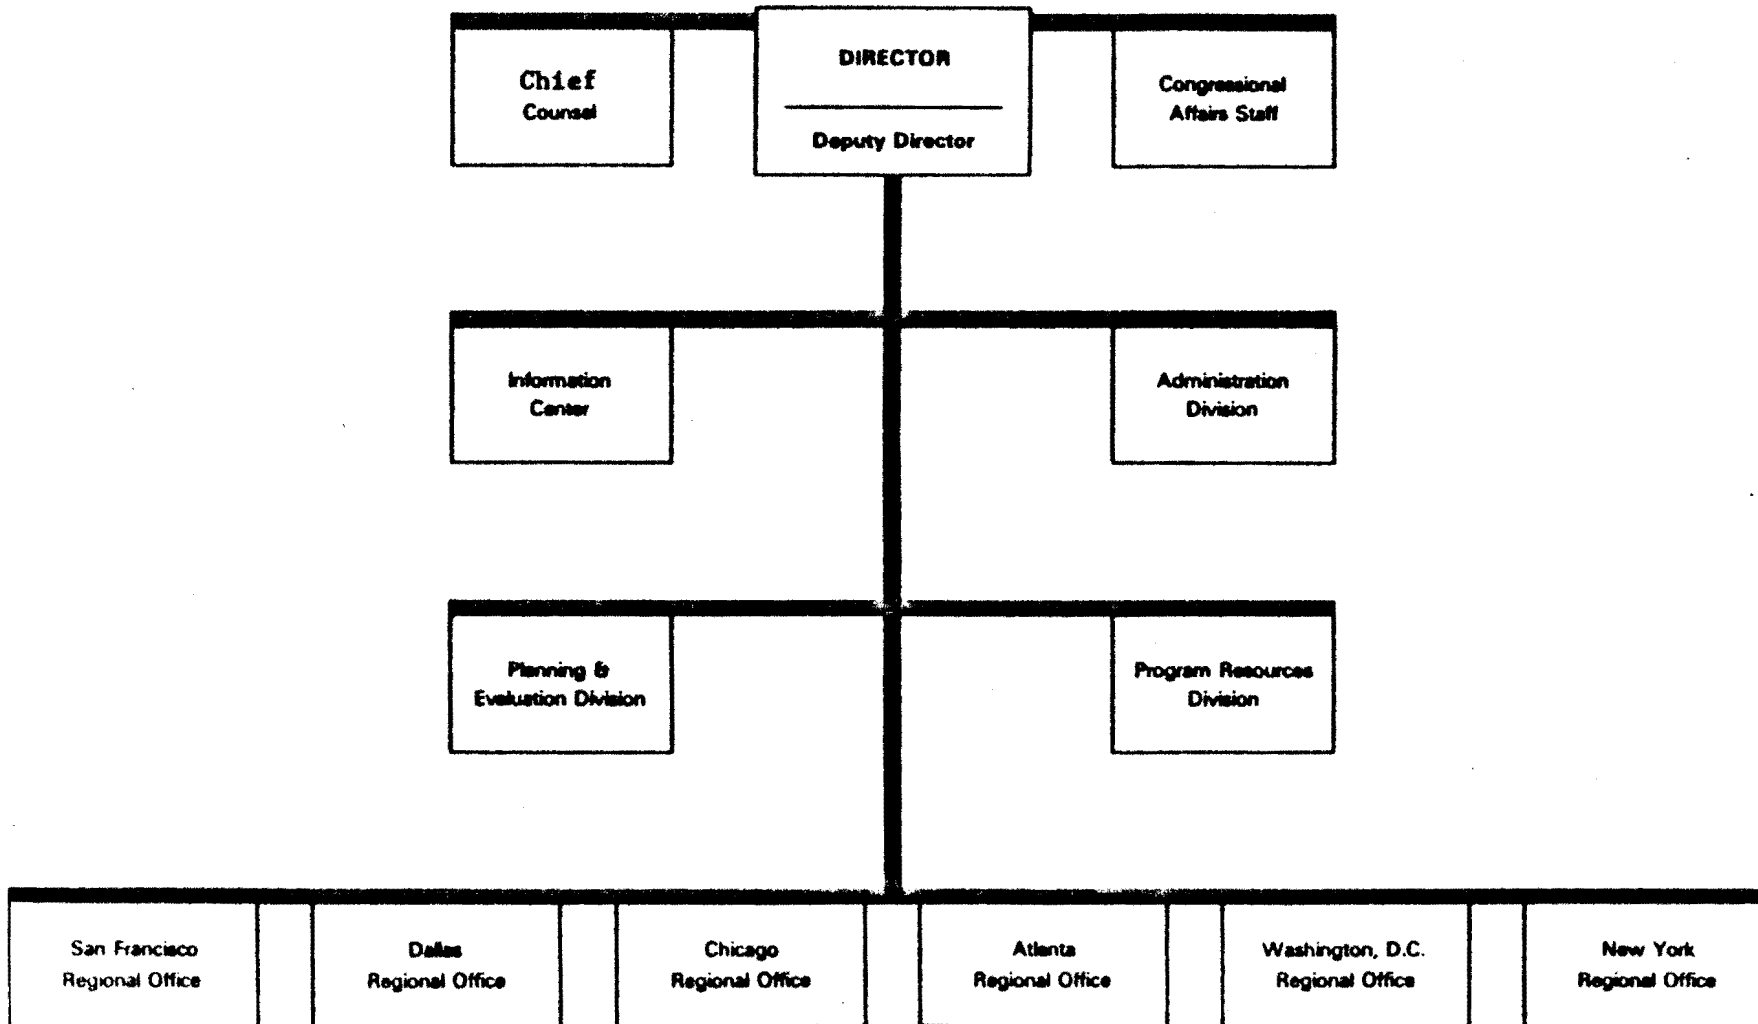 Chief
Counsel
DIRECTOR
Deputy Director
Congressional
Affairs Staff
Information
Center
Administration
Division
Planning &
Evaluation Division
Program Resources
Division
San Francisco
Regional Office
Dallas
Regional Office
Chicago
Regional Office
Atlanta
Regional Office
Washington, D.C.
Regional Office
New York
Regional Office